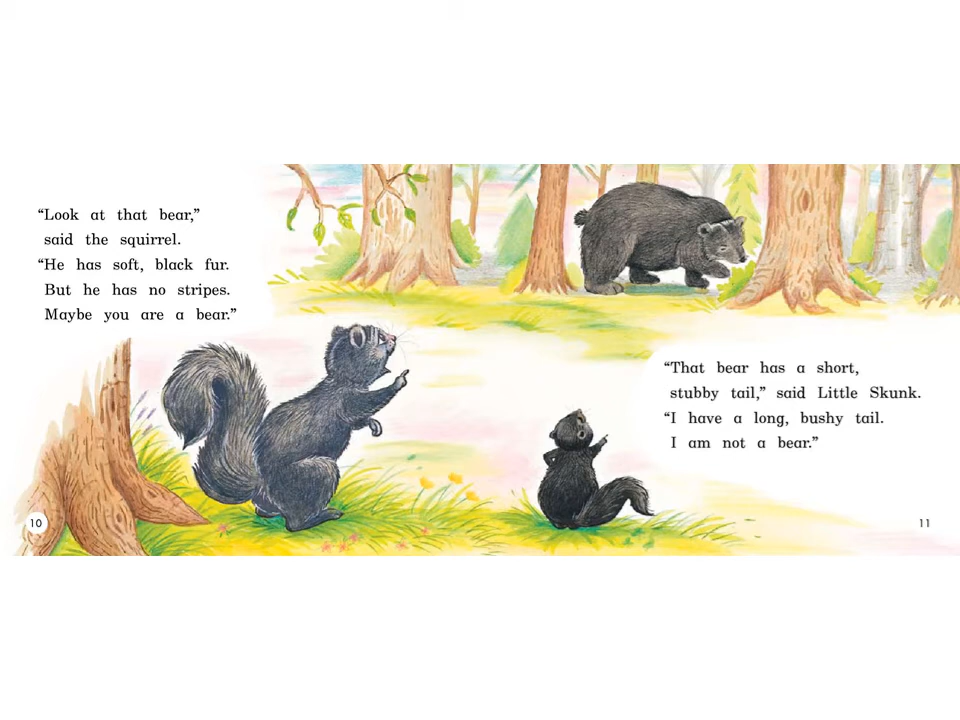 “Look at that bear,”
said the squirrel.
“He has soft, black fur.
But he has no stripes.
Maybe you are a bear.”
10
“That bear has a short,
stubby tail,” said Little Skunk.
“I have a long, bushy tail.
I am not a bear.”
11